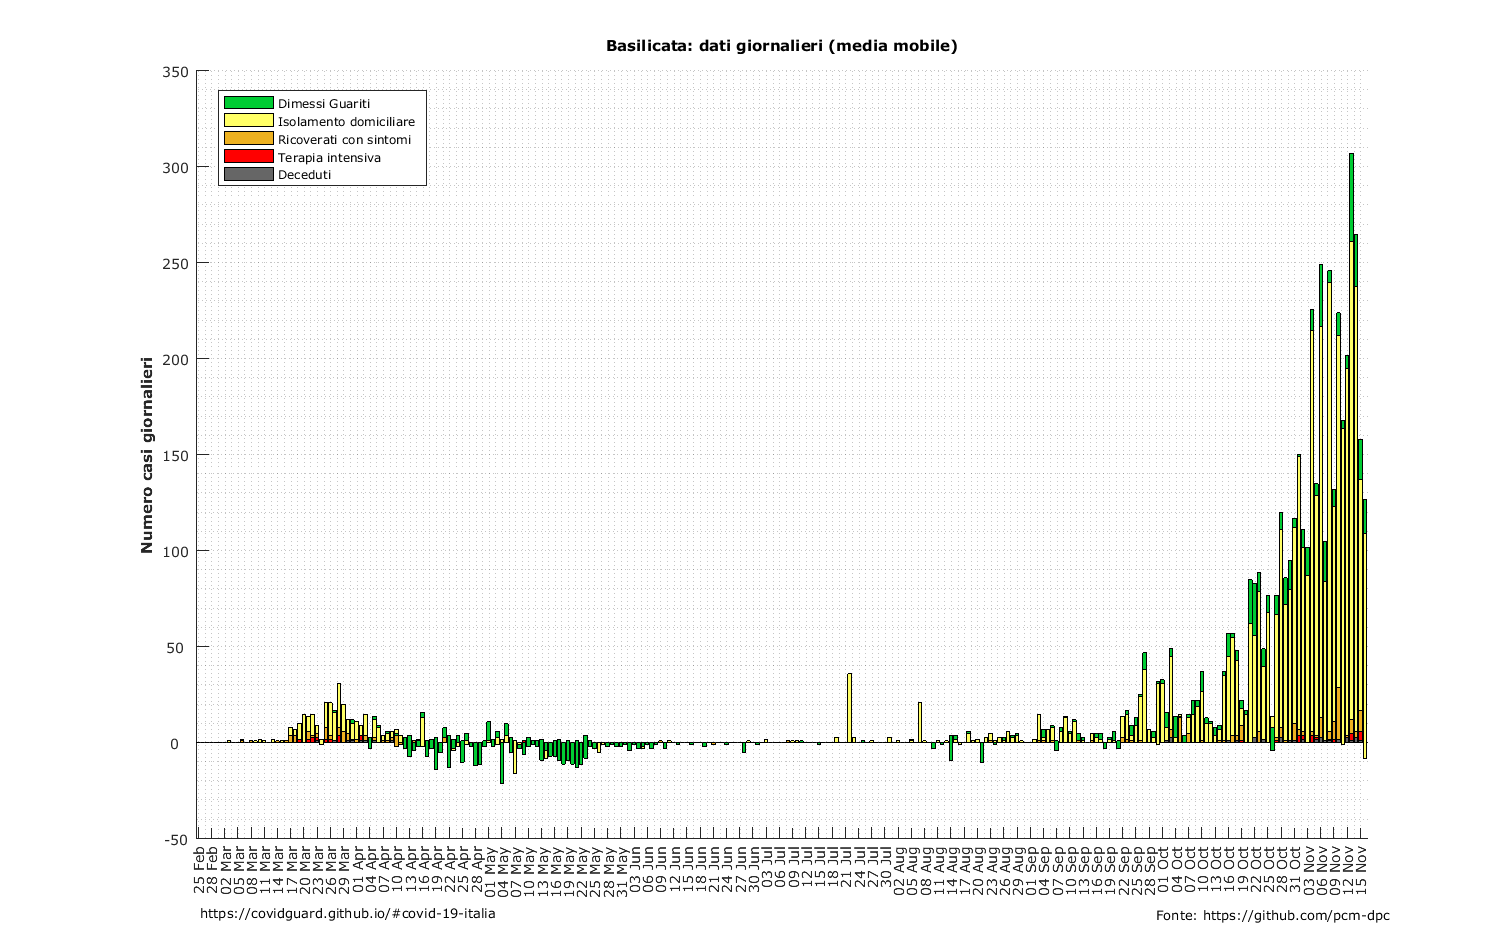 Basilicata: dati giornalieri (media mobile)
350
300
250
200
150
100
50
0
-50
Numero casi giornalieri
Dimessi Guariti
Isolamento domiciliare
Ricoverati con sintomi
Terapia intensiva
Deceduti
25 Feb
28 Feb
02 Mar
05 Mar
08 Mar
11 Mar
14 Mar
17 Mar
20 Mar
23 Mar
26 Mar
29 Mar
01 Apr
04 Apr
07 Apr
10 Apr
13 Apr
16 Apr
19 Apr
22 Apr
25 Apr
28 Apr
01 May
04 May
07 May
10 May
13 May
16 May
19 May
22 May
25 May
28 May
31 May
03 Jun
06 Jun
09 Jun
12 Jun
15 Jun
18 Jun
21 Jun
24 Jun
27 Jun
30 Jun
03 Jul
06 Jul
09 Jul
12 Jul
15 Jul
18 Jul
21 Jul
24 Jul
27 Jul
30 Jul
02 Aug
05 Aug
08 Aug
11 Aug
14 Aug
17 Aug
20 Aug
23 Aug
26 Aug
29 Aug
01 Sep
04 Sep
07 Sep
10 Sep
13 Sep
16 Sep
19 Sep
22 Sep
25 Sep
28 Sep
01 Oct
04 Oct
07 Oct
10 Oct
13 Oct
16 Oct
19 Oct
22 Oct
25 Oct
28 Oct
31 Oct
03 Nov
06 Nov
09 Nov
12 Nov
15 Nov
https://covidguard.github.io/#covid-19-italia
Fonte: https://github.com/pcm-dpc